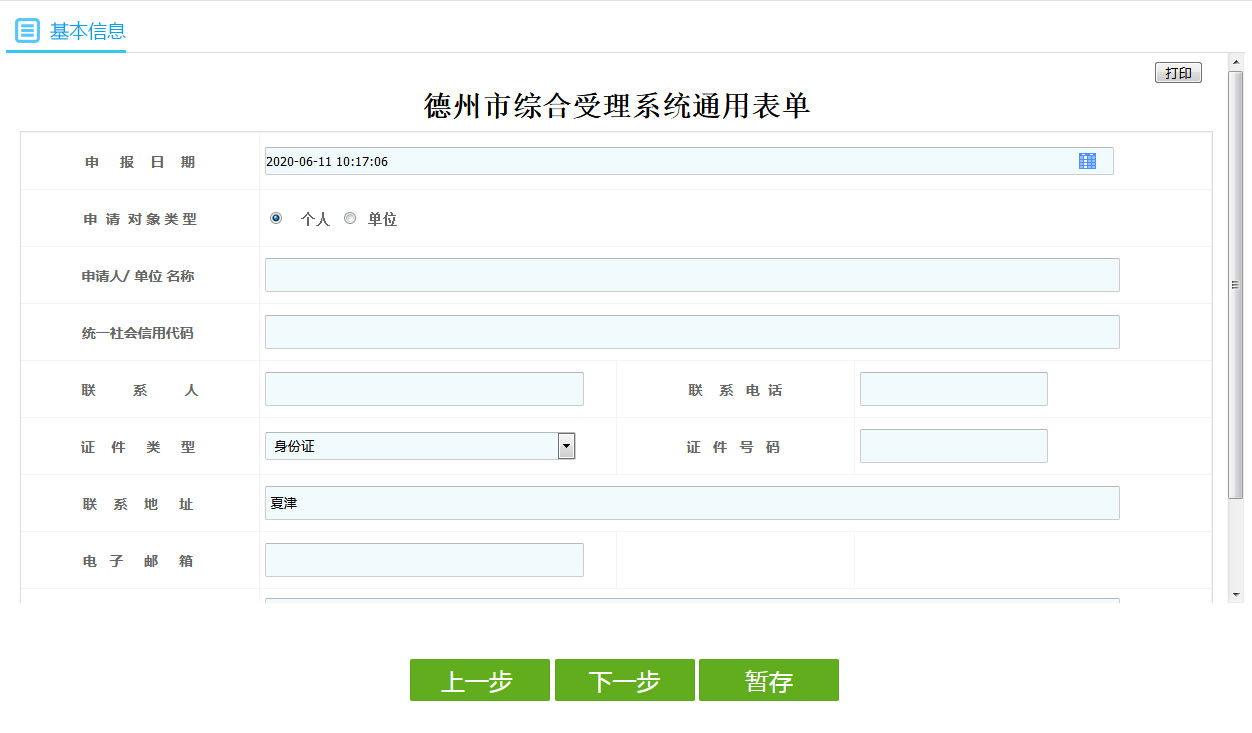 基本信息
打印
德州市综合受理系统通用表单
申 报 日 期 2020-06-11 10:17:06
申 请 对象类型 个人 单位
申请人/ 单位 名称
统一社会信用代码
联 系 人 联 系 电 话
证 件 类 型 身份证 证 件 号 码
联 系 地 址 夏津
电 子 邮 箱
上一步 下一步 暂存